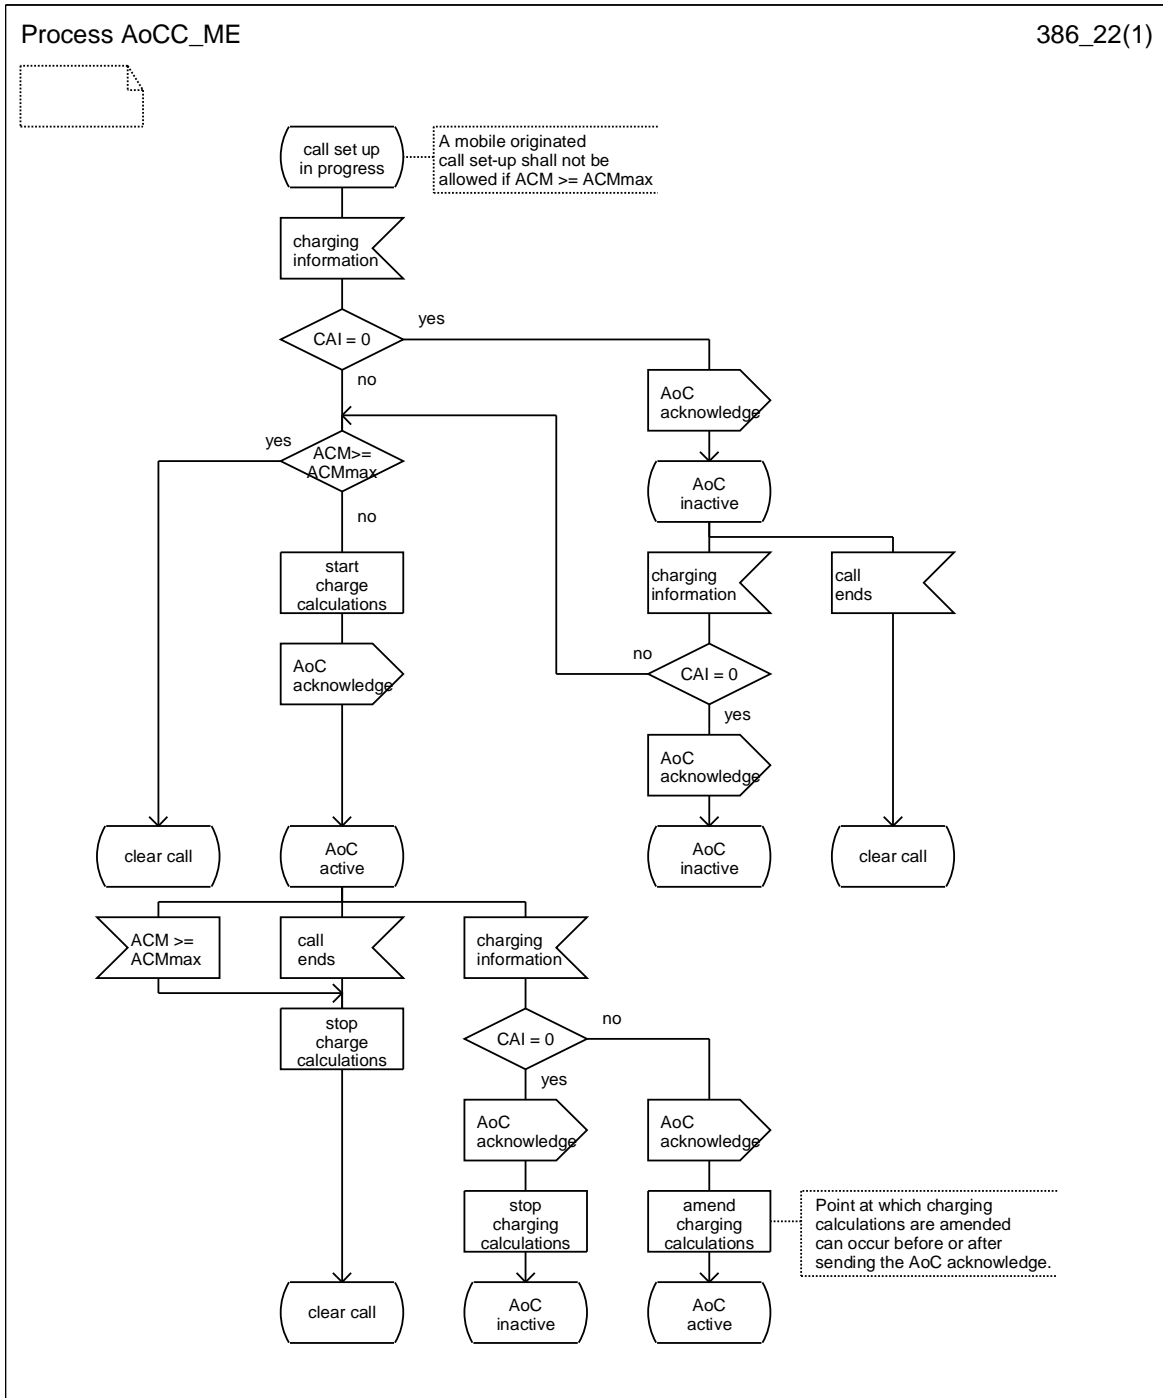 Process AoCC_ME
386_22(1)
call set up
in progress
A mobile originated
call set-up shall not be
allowed if ACM >= ACMmax
charging
information
CAI = 0
yes
no
AoC
acknowledge
yes
ACM>=
ACMmax
no
AoC
inactive
start
charge
calculations
charging
information
call
ends
AoC
acknowledge
no
CAI = 0
yes
AoC
acknowledge
clear call
AoC
active
AoC
inactive
clear call
ACM >=
ACMmax
call
ends
charging
information
stop
charge
calculations
CAI = 0
no
yes
AoC
acknowledge
AoC
acknowledge
stop
charging
calculations
amend
charging
calculations
Point at which charging
calculations are amended
can occur before or after
sending the AoC acknowledge.
clear call
AoC
inactive
AoC
active